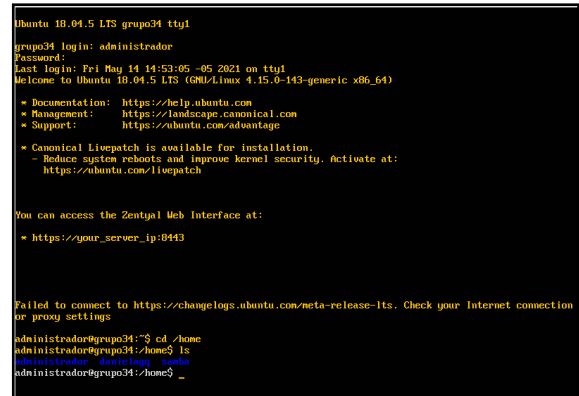 Ubuntu 18.04.5 LTS grupo34 tty1
grupo34 login: administrador
Password:
Last login: Fri May 14 14:53:05 -05 2021 on tty1
Welcome to Ubuntu 18.04.5 LTS (GNU/Linux 4.15.0-143-generic x86_64)
* Documentation: https://help.ubuntu.com
* Management: https://landscape.canonical.com
* Support: https://ubuntu.com/advantage
* Canonical Livepatch is available for installation.
- Reduce system reboots and improve kernel security. Activate at:
https://ubuntu.com/livepatch
You can access the Zentyal Web Interface at:
* https://your_server_ip:8443
Failed to connect to https://changelogs.ubuntu.com/meta-release-lts. Check your Internet connection
or proxy settings
administrador@grupo34:~$ cd /home
administrador@grupo34:/home$ ls
administrador
administrador@grupo34:/home$ _